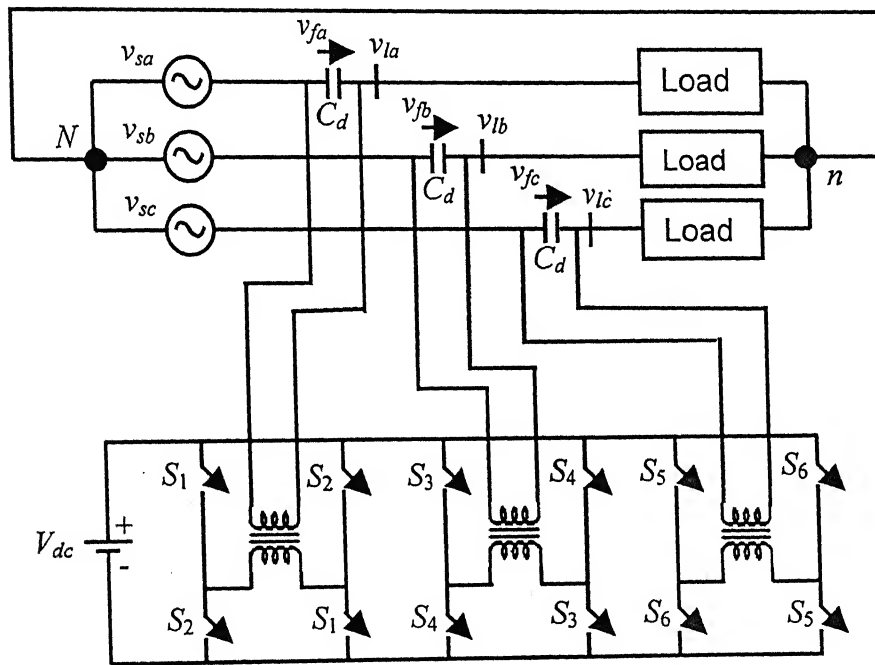 v_fa
v_la
v_sa
Load
C_d
v_fb
v_lb
N
v_sb
Load
n
C_d
v_fc
v_lc
v_sc
Load
C_d
S_1
S_2
S_3
S_4
S_5
S_6
V_dc
+
-
S_2
S_1
S_4
S_3
S_6
S_5